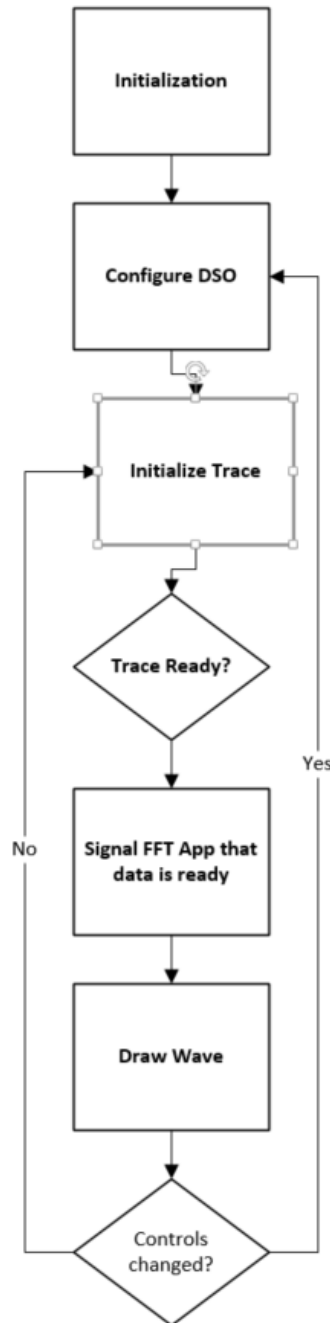 Initialization
Configure DSO
Initialize Trace
Trace Ready?
Yes
Signal FFT App that
data is ready
No
Draw Wave
Controls
changed?